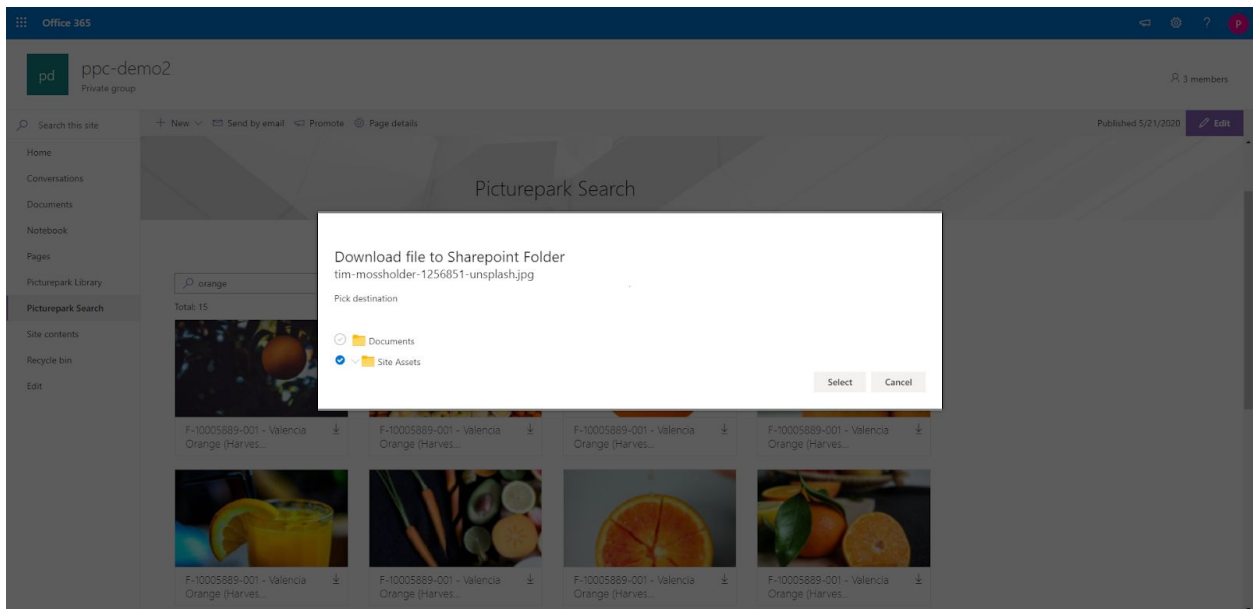 Office 365
?
P
pd
ppc-demo2
Private group
3 members
Search this site
New
Send by email
Promote
Page details
Published 5/21/2020
Edit
Home
Conversations
Documents
Notebook
Pages
Picturepark Library
Picturepark Search
Site contents
Recycle bin
Edit
Picturepark Search
orange
Total: 15
Download file to Sharepoint Folder
tim-mossholder-1256851-unsplash.jpg
Pick destination
Documents
Site Assets
Select
Cancel
F-10005889-001 - Valencia
Orange (Harves...
F-10005889-001 - Valencia
Orange (Harves...
F-10005889-001 - Valencia
Orange (Harves...
F-10005889-001 - Valencia
Orange (Harves...
F-10005889-001 - Valencia
Orange (Harves...
F-10005889-001 - Valencia
Orange (Harves...
F-10005889-001 - Valencia
Orange (Harves...
F-10005889-001 - Valencia
Orange (Harves...